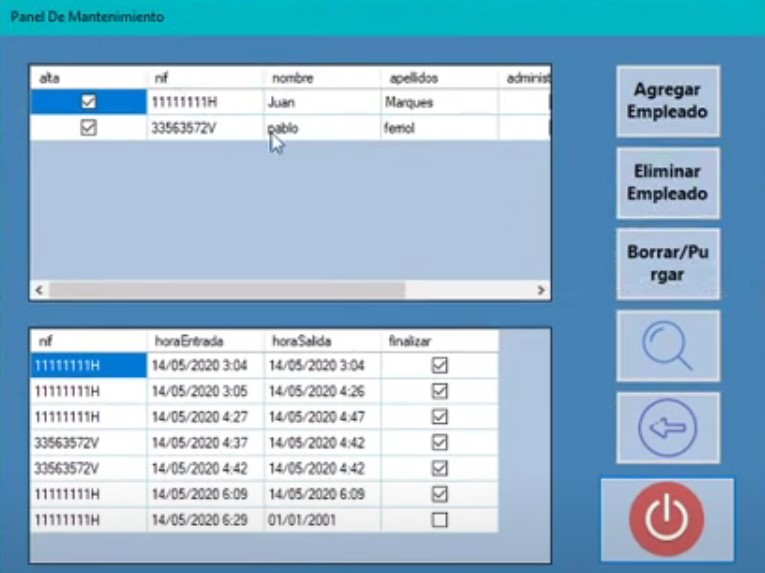 Panel De Mantenimiento
alta nif nombre apellidos administ
11111111H Juan Marques
33563572V pablo ferriol
Agregar
Empleado
Eliminar
Empleado
Borrar/Pu
rgar
nif horaEntrada horaSalida finalizar
11111111H 14/05/2020 3:04 14/05/2020 3:04
11111111H 14/05/2020 3:05 14/05/2020 4:26
11111111H 14/05/2020 4:27 14/05/2020 4:47
33563572V 14/05/2020 4:37 14/05/2020 4:42
33563572V 14/05/2020 4:42 14/05/2020 4:42
11111111H 14/05/2020 6:09 14/05/2020 6:09
11111111H 14/05/2020 6:29 01/01/2001